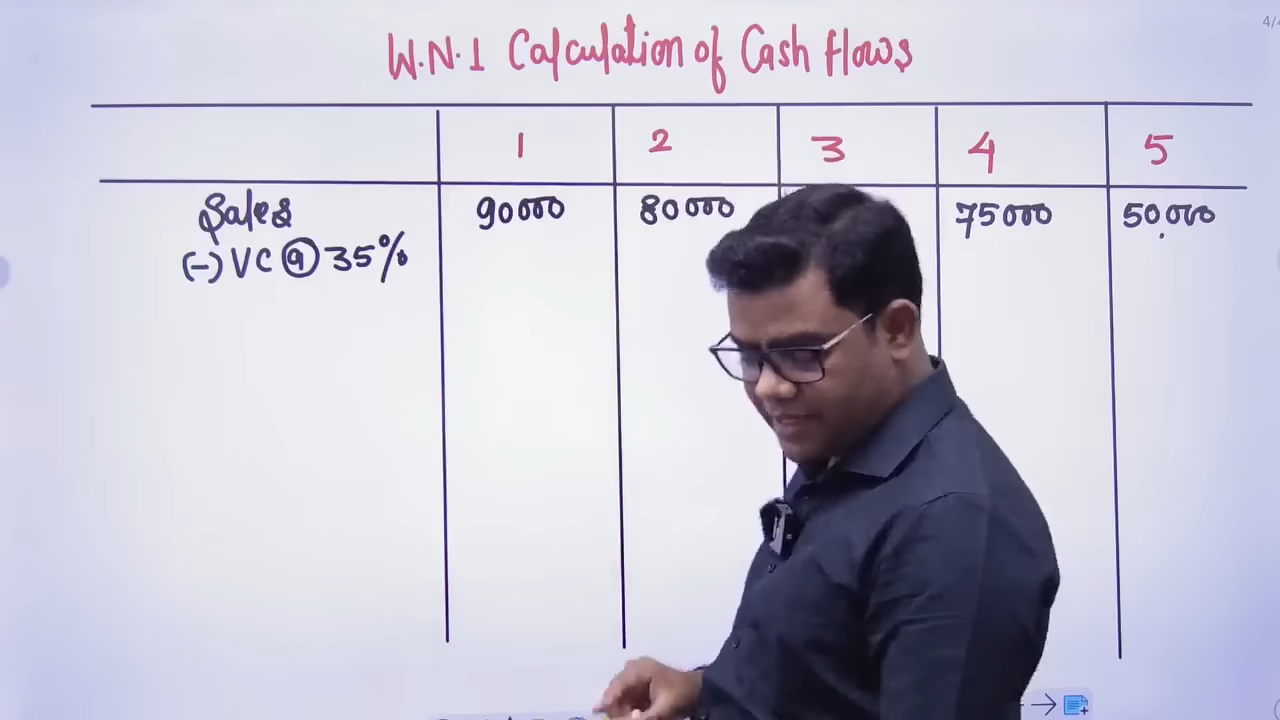 W.N.1 Calculation of Cash flows
1 2 3 4 5
Sales 90000 80000 75000 50,000
(-) VC @ 35%